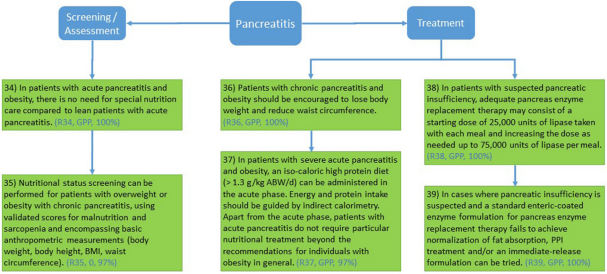 Screening /
Assessment
Pancreatitis
Treatment
34) In patients with acute pancreatitis and
obesity, there is no need for special nutrition
care compared to lean patients with acute
pancreatitis. (R34, GPP, 100%)
35) Nutritional status screening can be
performed for patients with overweight or
obesity with chronic pancreatitis, using
validated scores for malnutrition and
sarcopenia and encompassing basic
anthropometric measurements (body
weight, body height, BMI, waist
circumference). (R35, 0, 97%)
36) Patients with chronic pancreatitis and
obesity should be encouraged to lose body
weight and reduce waist circumference.
(R36, GPP, 100%)
37) In patients with severe acute pancreatitis
and obesity, an iso-caloric high protein diet
(> 1.3 g/kg ABW/d) can be administered in
the acute phase. Energy and protein intake
should be guided by indirect calorimetry.
Apart from the acute phase, patients with
acute pancreatitis do not require particular
nutritional treatment beyond the
recommendations for individuals with
obesity in general. (R37, GPP, 97%)
38) In patients with suspected pancreatic
insufficiency, adequate pancreas enzyme
replacement therapy may consist of a
starting dose of 25,000 units of lipase taken
with each meal and increasing the dose as
needed up to 75,000 units of lipase per meal.
(R38, GPP, 100%)
39) In cases where pancreatic insufficiency is
suspected and a standard enteric-coated
enzyme formulation for pancreas enzyme
replacement therapy fails to achieve
normalization of fat absorption, PPI
treatment and/or an immediate-release
formulation can be tried. (R39, GPP, 100%)